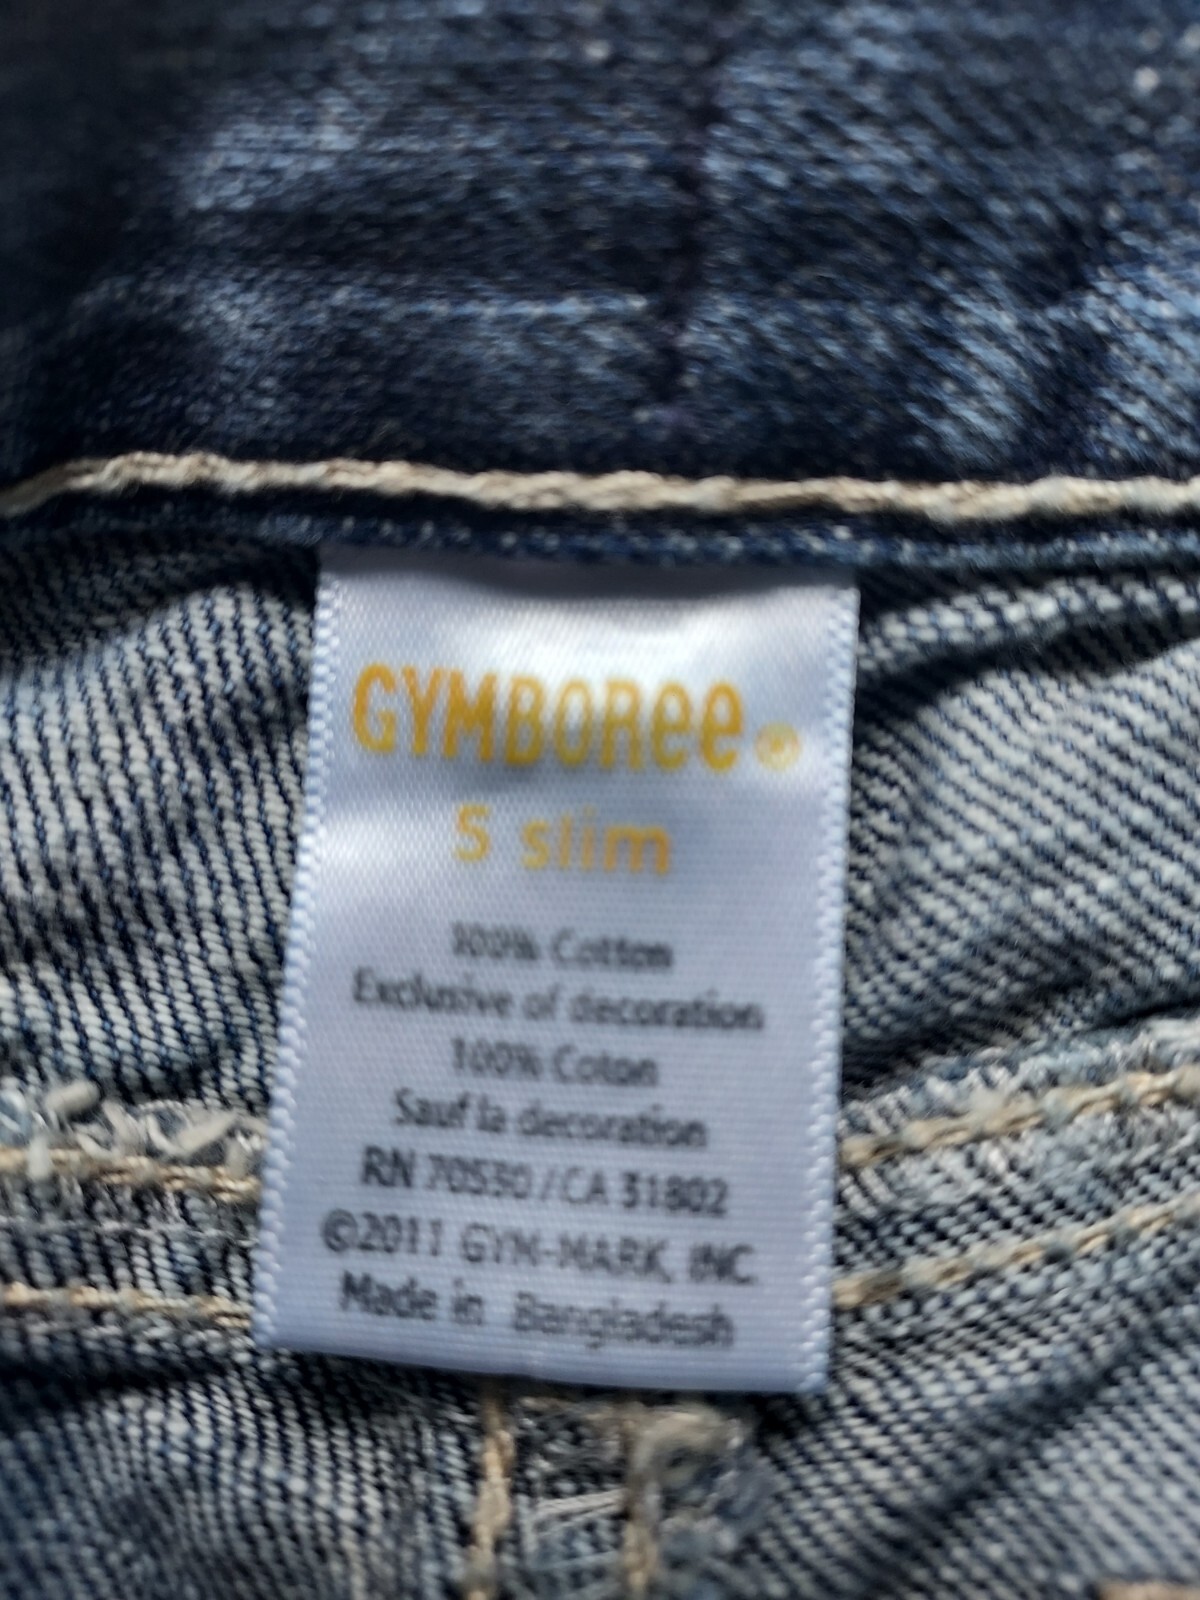 GYMBOREE®
5 slim
100% Cotton
Exclusive of decoration
100% Coton
Sauf la decoration
RN 70530 / CA 31802
©2011 GYM-MARK, INC.
Made in Bangladesh